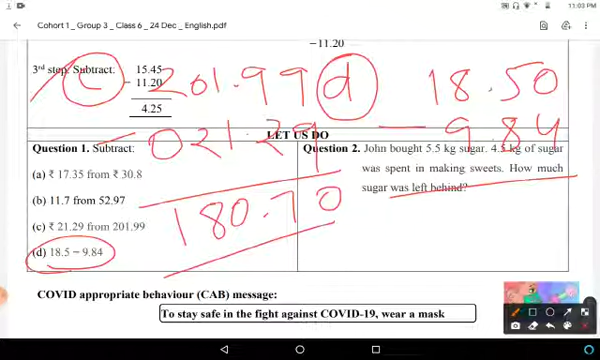 11:03 PM
Cohort 1 _ Group 3 _ Class 6 _ 24 Dec _ English.pdf
−11.20
3rd step: Subtract: 15.45
- 11.20
4.25
C 201.99
− 021.29
180.70
d 18.50
− 9.84
LET US DO
Question 1. Subtract:
(a) ₹ 17.35 from ₹ 30.8
(b) 11.7 from 52.97
(c) ₹ 21.29 from 201.99
(d) 18.5 – 9.84
Question 2. John bought 5.5 kg sugar. 4.5 kg of sugar
was spent in making sweets. How much
sugar was left behind?
COVID appropriate behaviour (CAB) message:
To stay safe in the fight against COVID-19, wear a mask